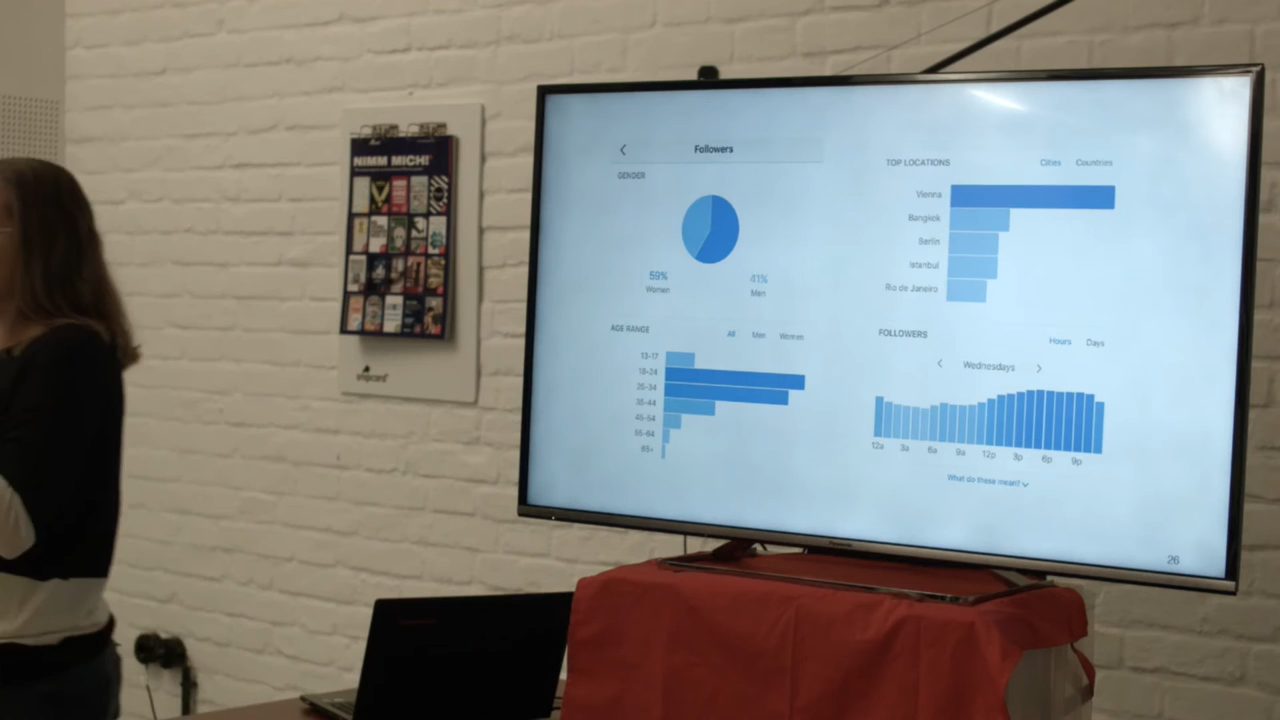 NIMM MICH!
Followers
GENDER
59%
Women
41%
Men
TOP LOCATIONS
Cities
Countries
Vienna
Bangkok
Berlin
Istanbul
Rio de Janeiro
AGE RANGE
All
Men
Women
13-17
18-24
25-34
35-44
45-54
55-64
65+
FOLLOWERS
Hours
Days
Wednesdays
12a 3a 6a 9a 12p 3p 6p 9p
What do these mean?
26
Panasonic